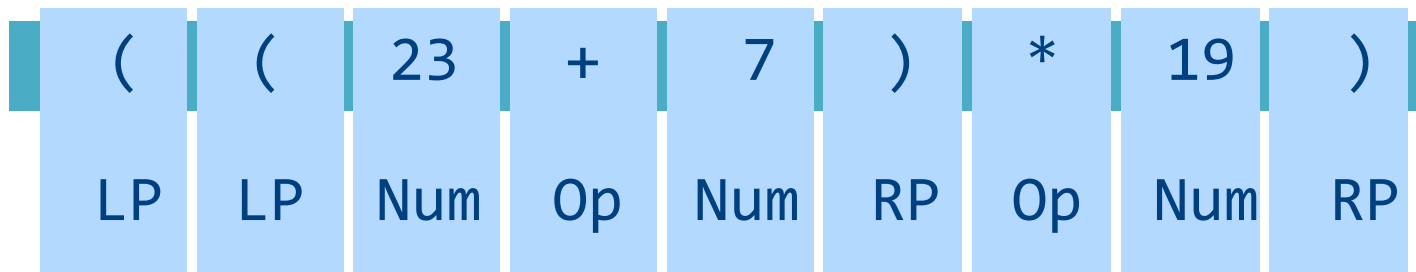 ( ( 23 + 7 ) * 19 )
LP LP Num Op Num RP Op Num RP